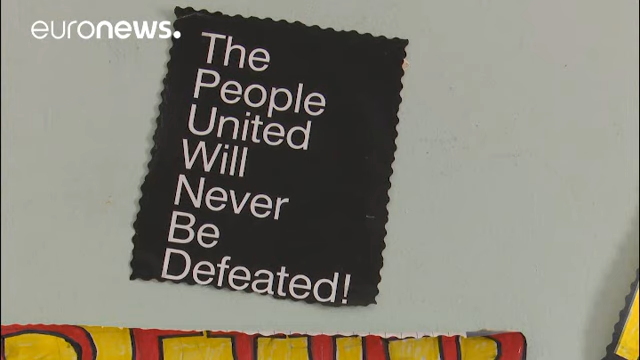 euronews.
The
People
United
Will
Never
Be
Defeated!